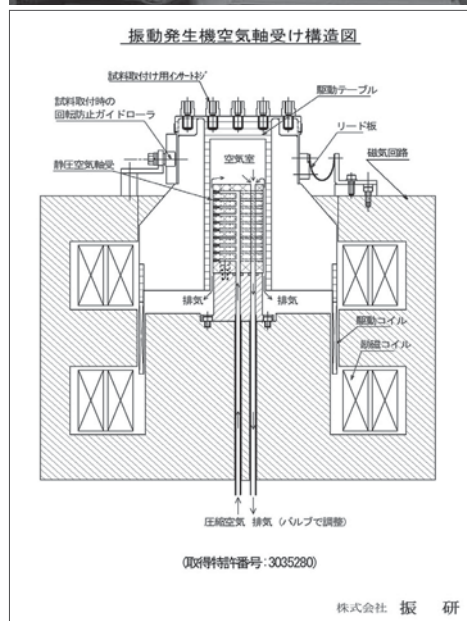 振動発生機空気軸受け構造図
試料取付け用インサートネジ
駆動テーブル
試料取付時の
回転防止ガイドローラ
リード板
空気室
磁気回路
静圧空気軸受
排気
排気
駆動コイル
励磁コイル
圧縮空気 排気 (バルブで調整)
(取得特許番号:3035280)
株式会社 振 研